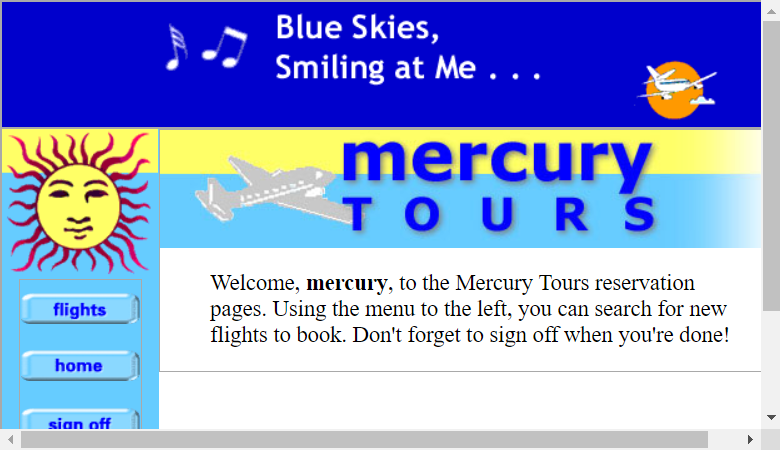 Blue Skies,
Smiling at Me . . .
mercury
TOURS
Welcome, mercury, to the Mercury Tours reservation
pages. Using the menu to the left, you can search for new
flights to book. Don't forget to sign off when you're done!
flights
home
sign off